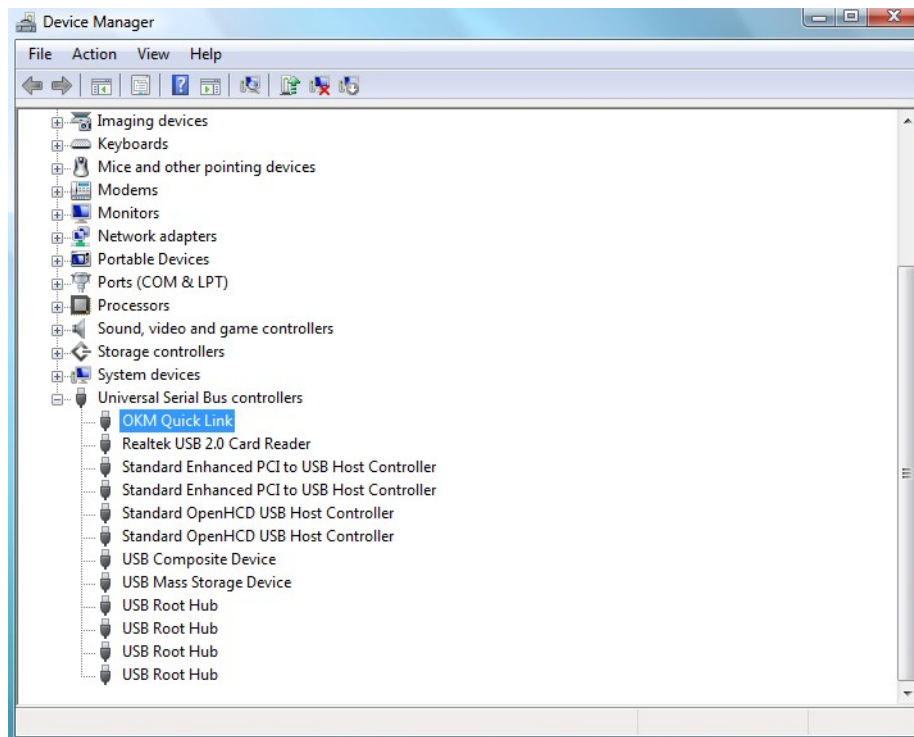 Device Manager
File Action View Help
Imaging devices
Keyboards
Mice and other pointing devices
Modems
Monitors
Network adapters
Portable Devices
Ports (COM & LPT)
Processors
Sound, video and game controllers
Storage controllers
System devices
Universal Serial Bus controllers
OKM Quick Link
Realtek USB 2.0 Card Reader
Standard Enhanced PCI to USB Host Controller
Standard Enhanced PCI to USB Host Controller
Standard OpenHCD USB Host Controller
Standard OpenHCD USB Host Controller
USB Composite Device
USB Mass Storage Device
USB Root Hub
USB Root Hub
USB Root Hub
USB Root Hub